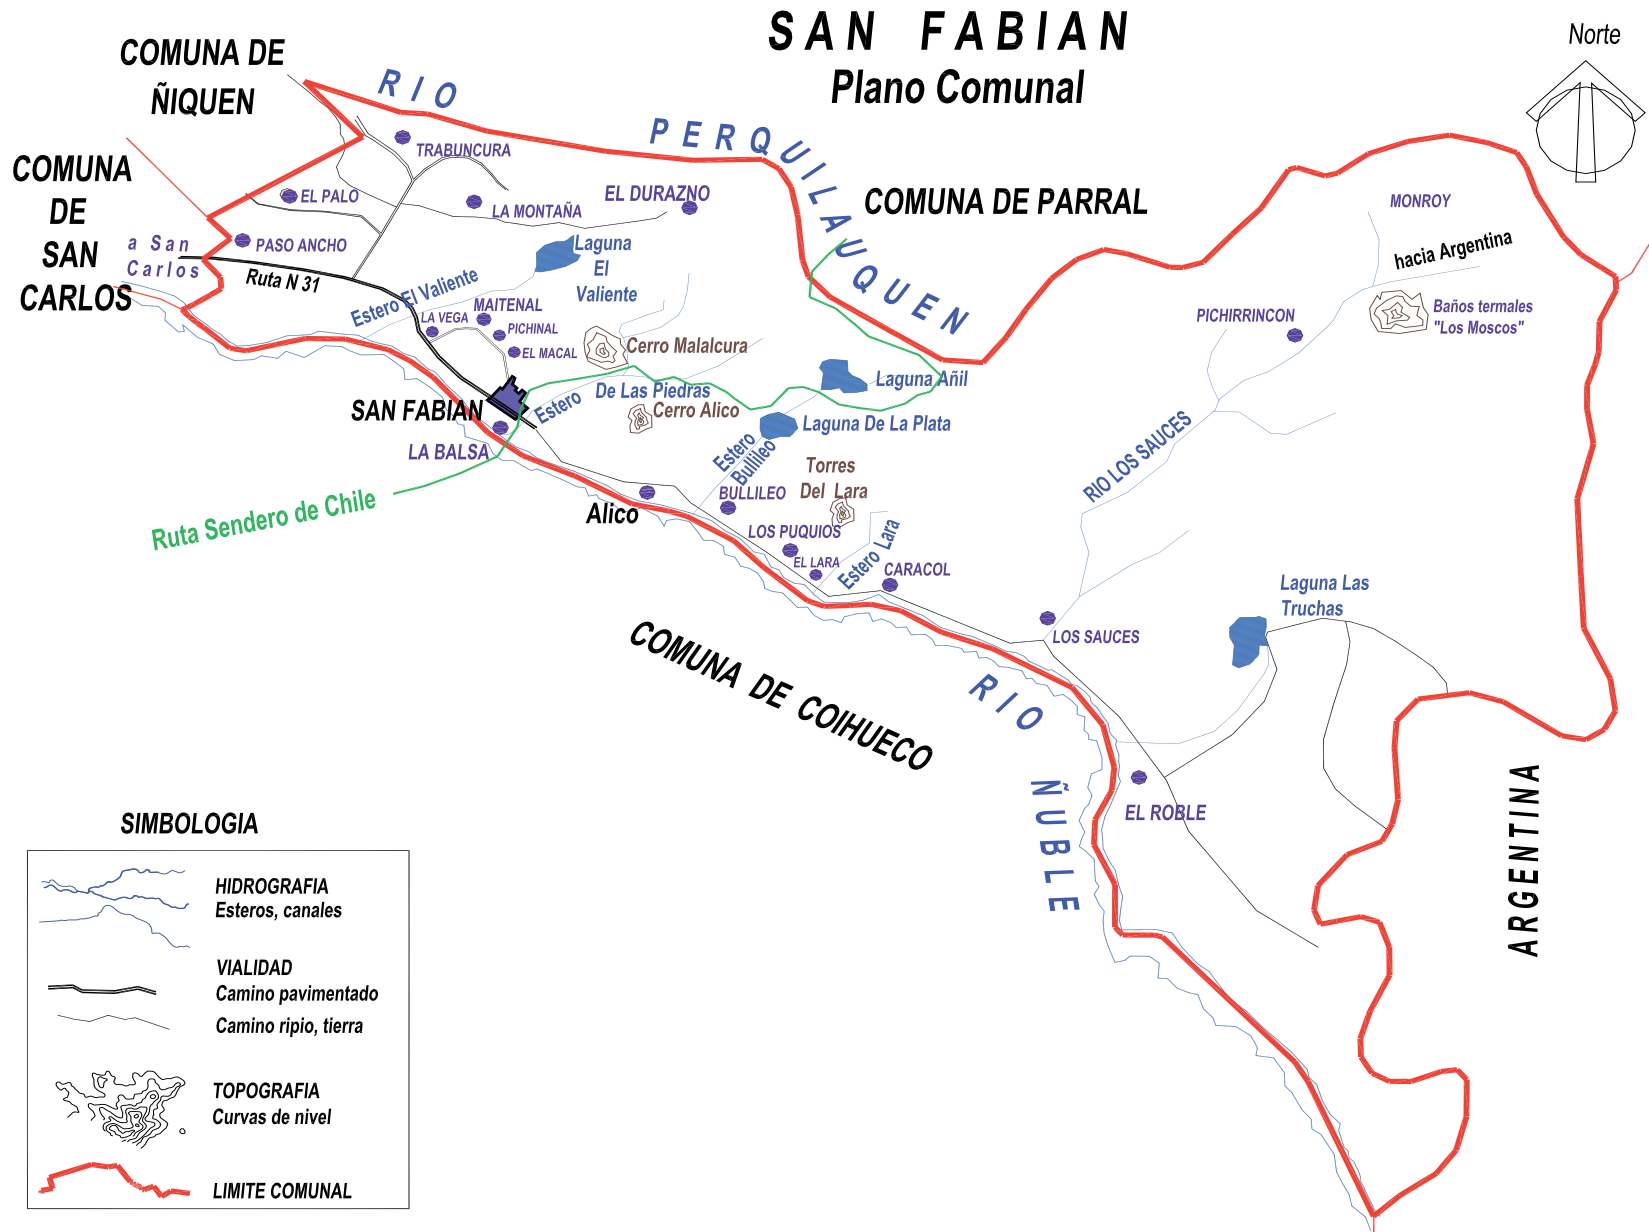 SAN FABIAN
Plano Comunal
Norte
COMUNA DE
ÑIQUEN
COMUNA
DE
SAN
CARLOS
a San
Carlos
RIO
PERQUILAUQUEN
COMUNA DE PARRAL
TRABUNCURA
EL PALO
LA MONTAÑA
EL DURAZNO
PASO ANCHO
Ruta N 31
Laguna
El
Valiente
Estero El Valiente
MAITENAL
LA VEGA
PICHINAL
EL MACAL
Cerro Malalcura
MONROY
hacia Argentina
Baños termales
"Los Moscos"
PICHIRRINCON
SAN FABIAN
Estero
De Las Piedras
Cerro Alico
Laguna Añil
Laguna De La Plata
LA BALSA
Ruta Sendero de Chile
Alico
Estero
Bullileo
BULLILEO
Torres
Del Lara
LOS PUQUIOS
EL LARA
Estero Lara
CARACOL
RIO LOS SAUCES
LOS SAUCES
Laguna Las
Truchas
COMUNA DE COIHUECO
RIO
ÑUBLE
EL ROBLE
ARGENTINA
SIMBOLOGIA
HIDROGRAFIA
Esteros, canales
VIALIDAD
Camino pavimentado
Camino ripio, tierra
TOPOGRAFIA
Curvas de nivel
LIMITE COMUNAL